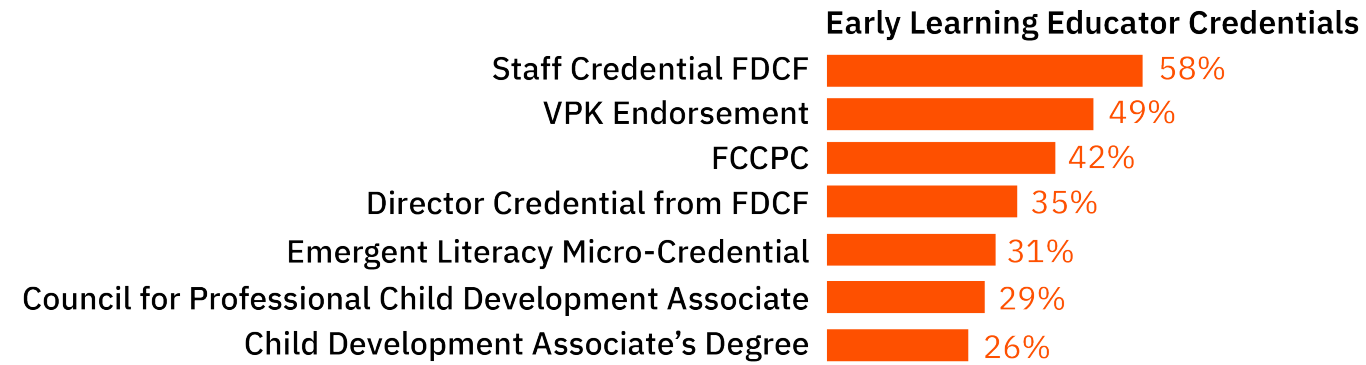 Early Learning Educator Credentials
Staff Credential FDCF 58%
VPK Endorsement 49%
FCCPC 42%
Director Credential from FDCF 35%
Emergent Literacy Micro-Credential 31%
Council for Professional Child Development Associate 29%
Child Development Associate’s Degree 26%